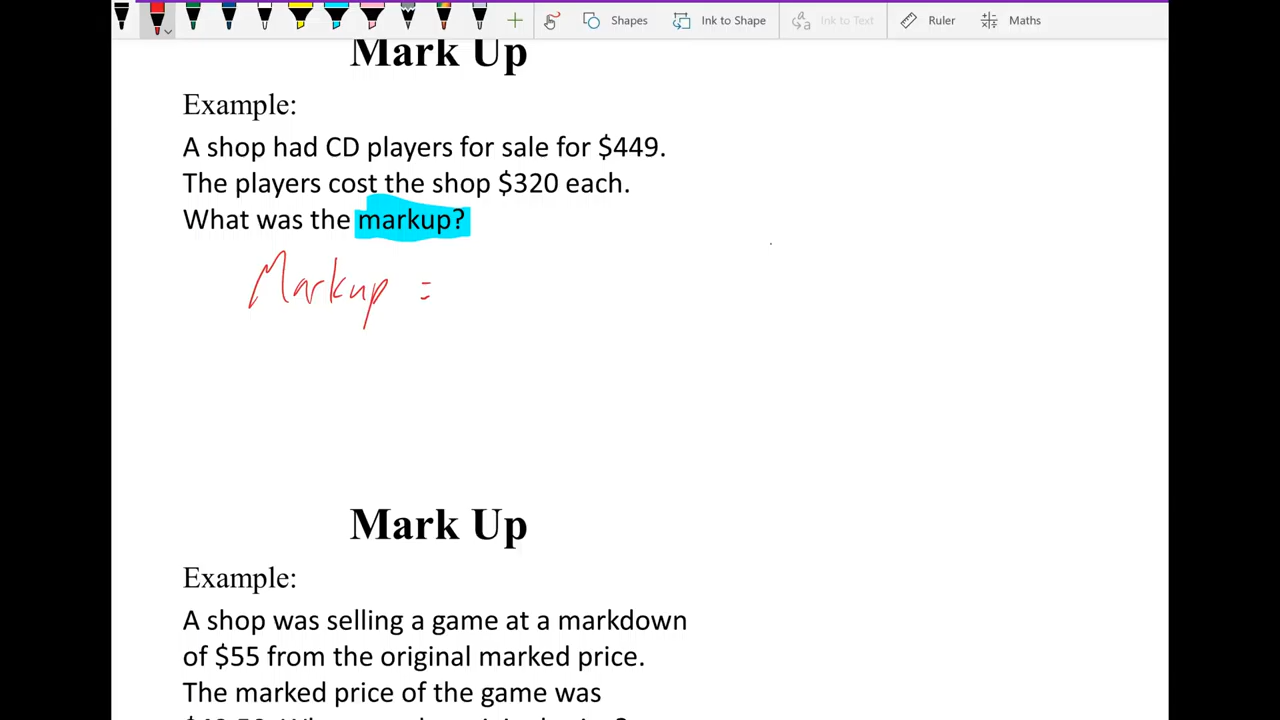 Shapes Ink to Shape Ink to Text Ruler Maths
Mark Up
Example:
A shop had CD players for sale for $449.
The players cost the shop $320 each.
What was the markup?
Markup =
Mark Up
Example:
A shop was selling a game at a markdown
of $55 from the original marked price.
The marked price of the game was